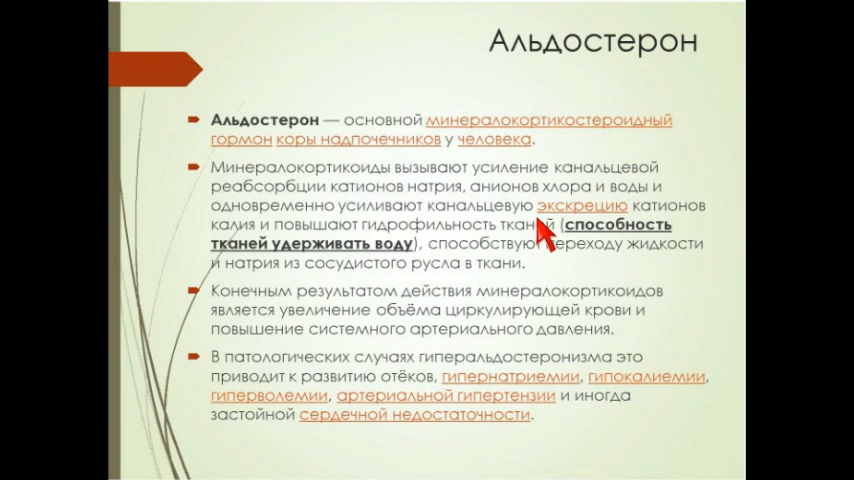 Альдостерон
Альдостерон — основной минералокортикостероидный
гормон коры надпочечников у человека.
Минералокортикоиды вызывают усиление канальцевой
реабсорбции катионов натрия, анионов хлора и воды и
одновременно усиливают канальцевую экскрецию катионов
калия и повышают гидрофильность тканей (способность
тканей удерживать воду), способствуют переходу жидкости
и натрия из сосудистого русла в ткани.
Конечным результатом действия минералокортикоидов
является увеличение объёма циркулирующей крови и
повышение системного артериального давления.
В патологических случаях гиперальдостеронизма это
приводит к развитию отёков, гипернатриемии, гипокалиемии,
гиперволемии, артериальной гипертензии и иногда
застойной сердечной недостаточности.